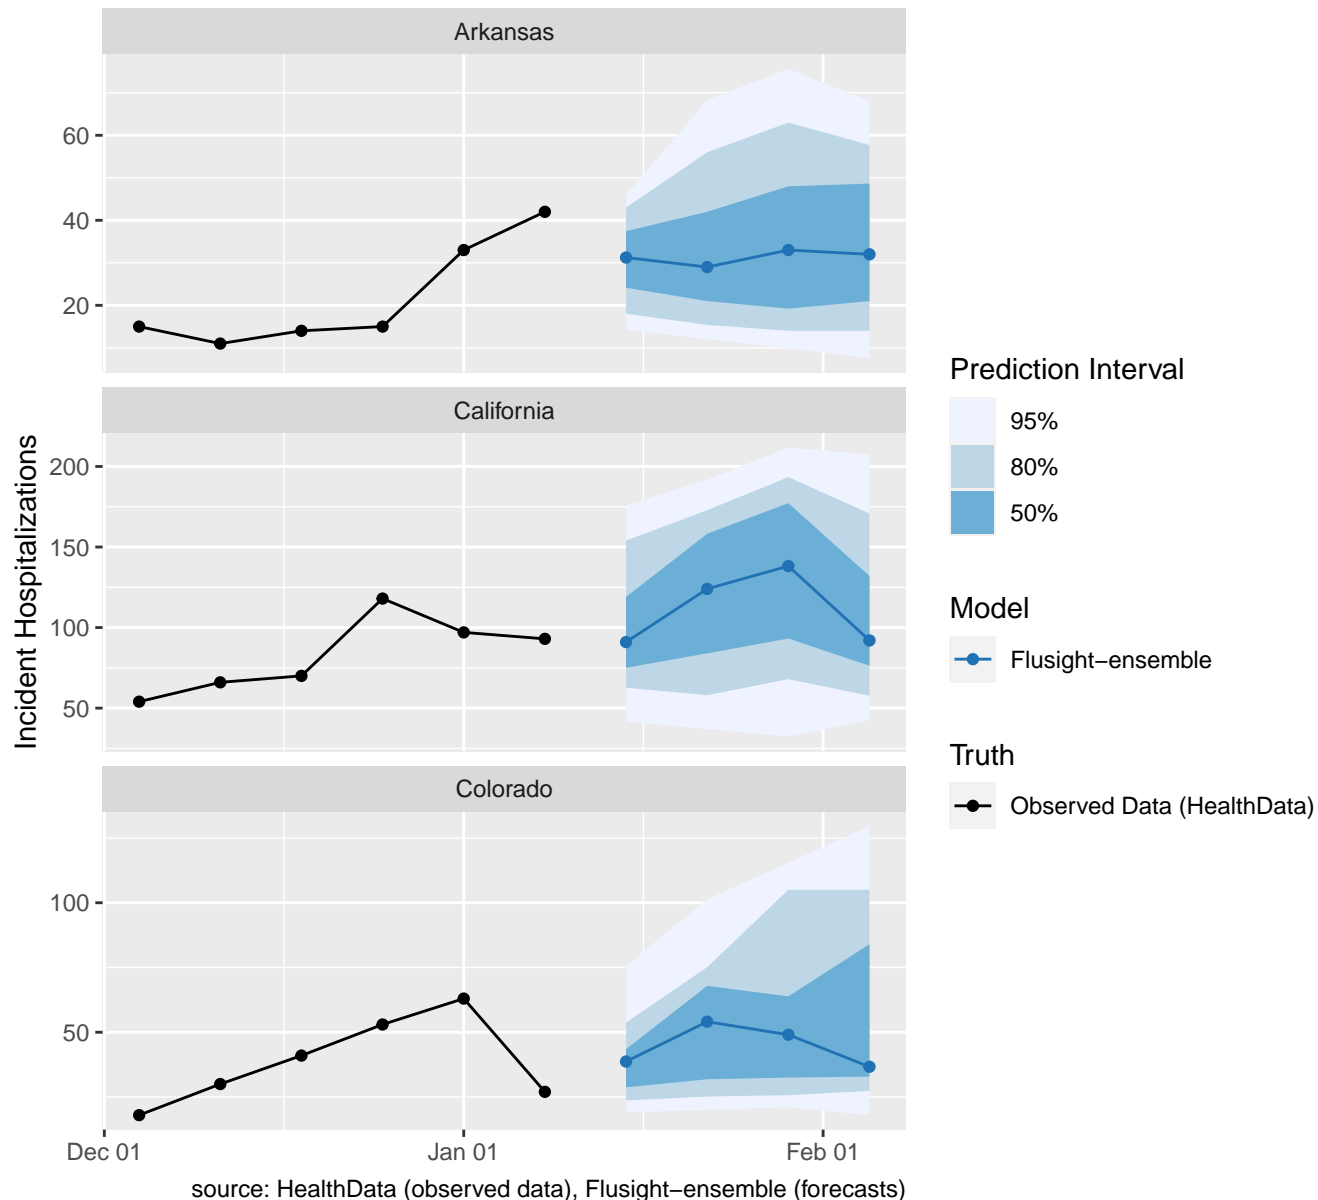 Arkansas
60
40
20
California
200
150
100
50
Colorado
100
50
Dec 01
Jan 01
Feb 01
Incident Hospitalizations
source: HealthData (observed data), Flusight−ensemble (forecasts)
Prediction Interval
95%
80%
50%
Model
Flusight−ensemble
Truth
Observed Data (HealthData)